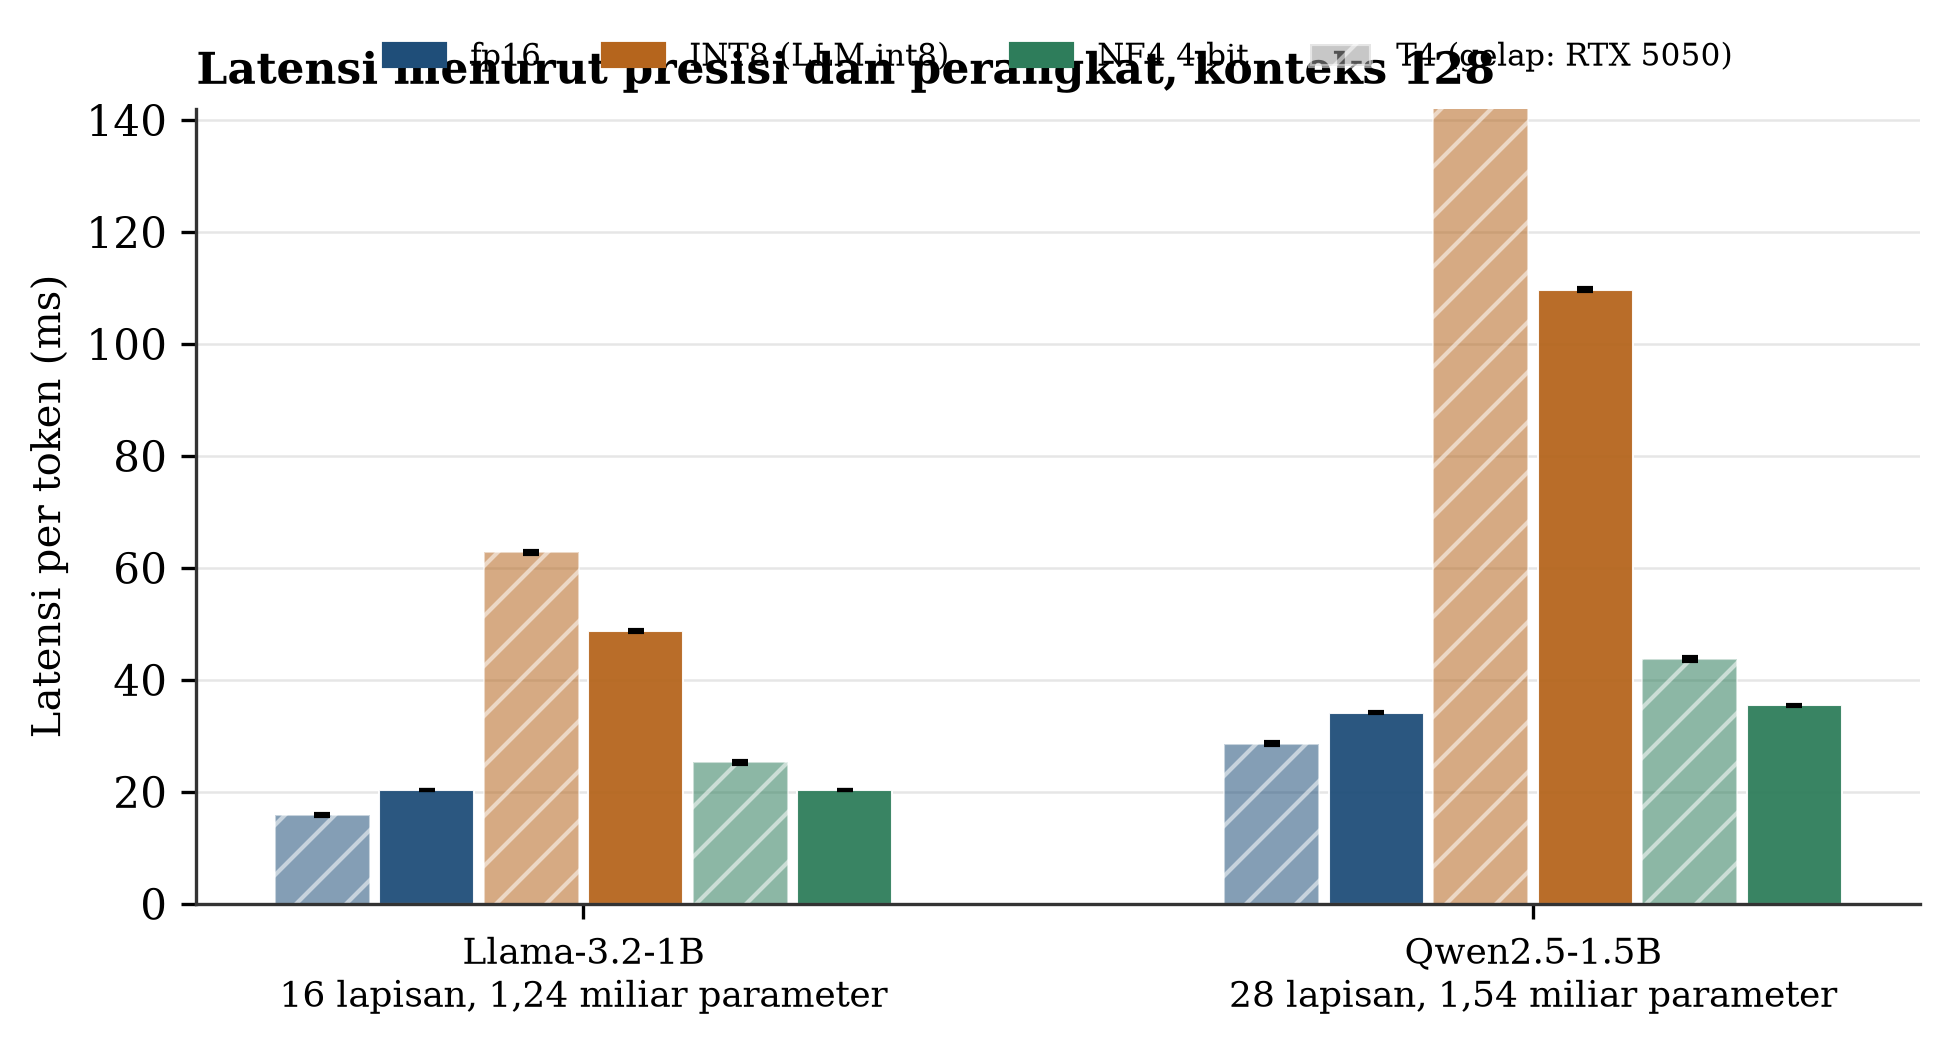 fp16 INT8 (LLM.int8) NF4 4-bit T4 (gelap: RTX 5050)
Latensi menurut presisi dan perangkat, konteks 128
140
120
100
80
60
40
20
0
Latensi per token (ms)
Llama-3.2-1B
16 lapisan, 1,24 miliar parameter
Qwen2.5-1.5B
28 lapisan, 1,54 miliar parameter